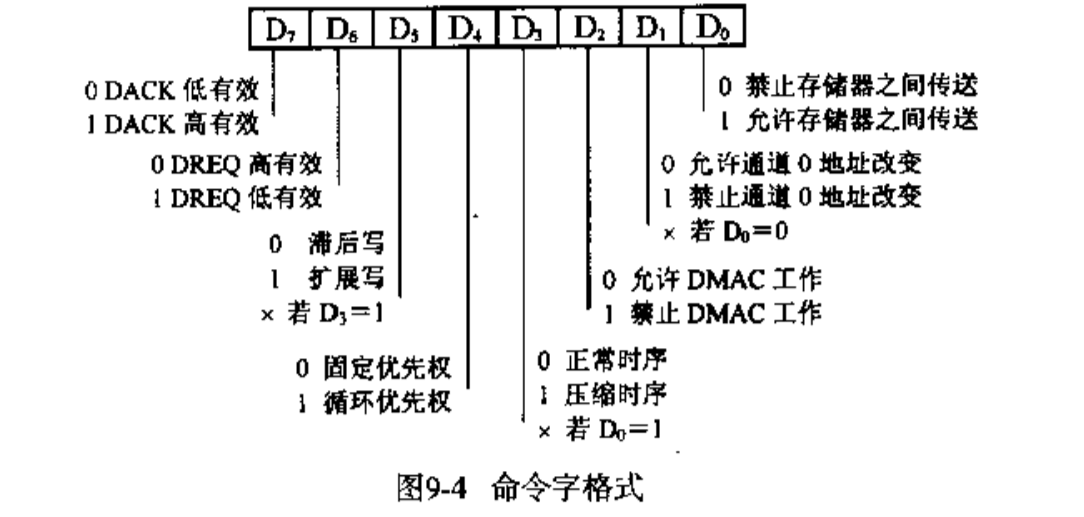 D₇ D₆ D₅ D₄ D₃ D₂ D₁ D₀
0 DACK 低有效
1 DACK 高有效
0 DREQ 高有效
1 DREQ 低有效
0 滞后写
1 扩展写
× 若 D₃=1
0 固定优先权
1 循环优先权
0 正常时序
1 压缩时序
× 若 D₀=1
0 允许 DMAC 工作
1 禁止 DMAC 工作
0 允许通道 0 地址改变
1 禁止通道 0 地址改变
× 若 D₀=0
0 禁止存储器之间传送
1 允许存储器之间传送
图9-4 命令字格式